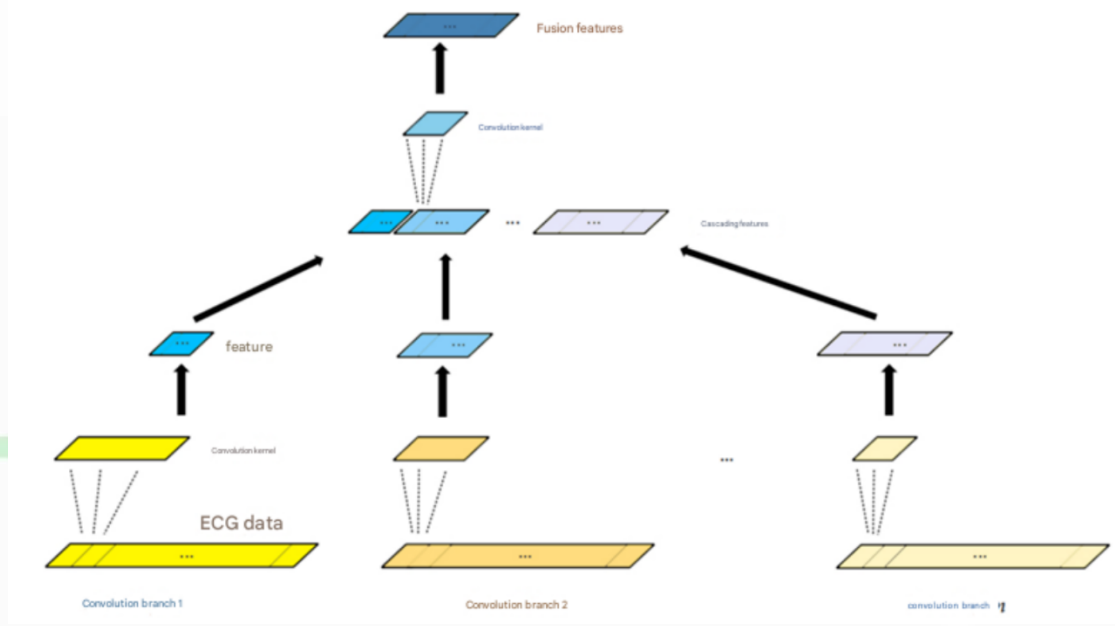 Fusion features
Convolution kernel
...
Cascading features
feature
Convolution kernel
...
ECG data
Convolution branch 1
Convolution branch 2
convolution branch η